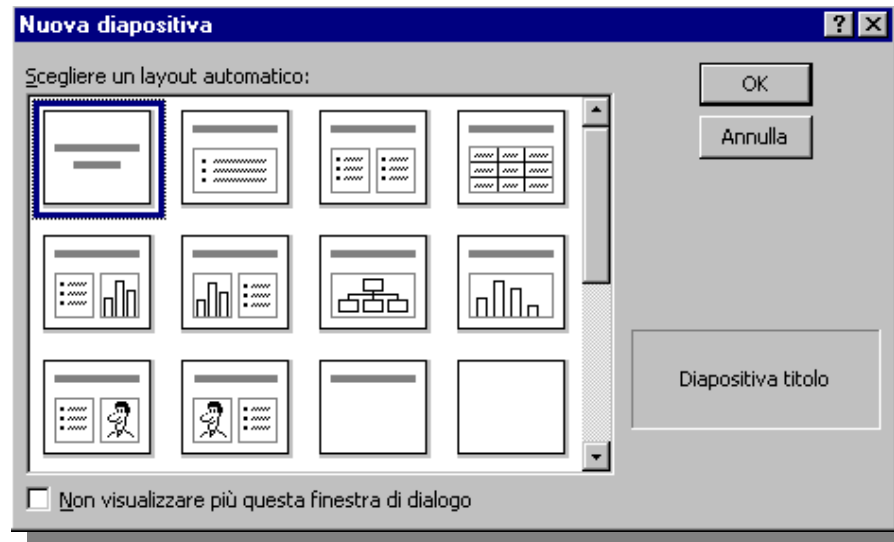 Nuova diapositiva
Scegliere un layout automatico:
OK
Annulla
Diapositiva titolo
Non visualizzare più questa finestra di dialogo